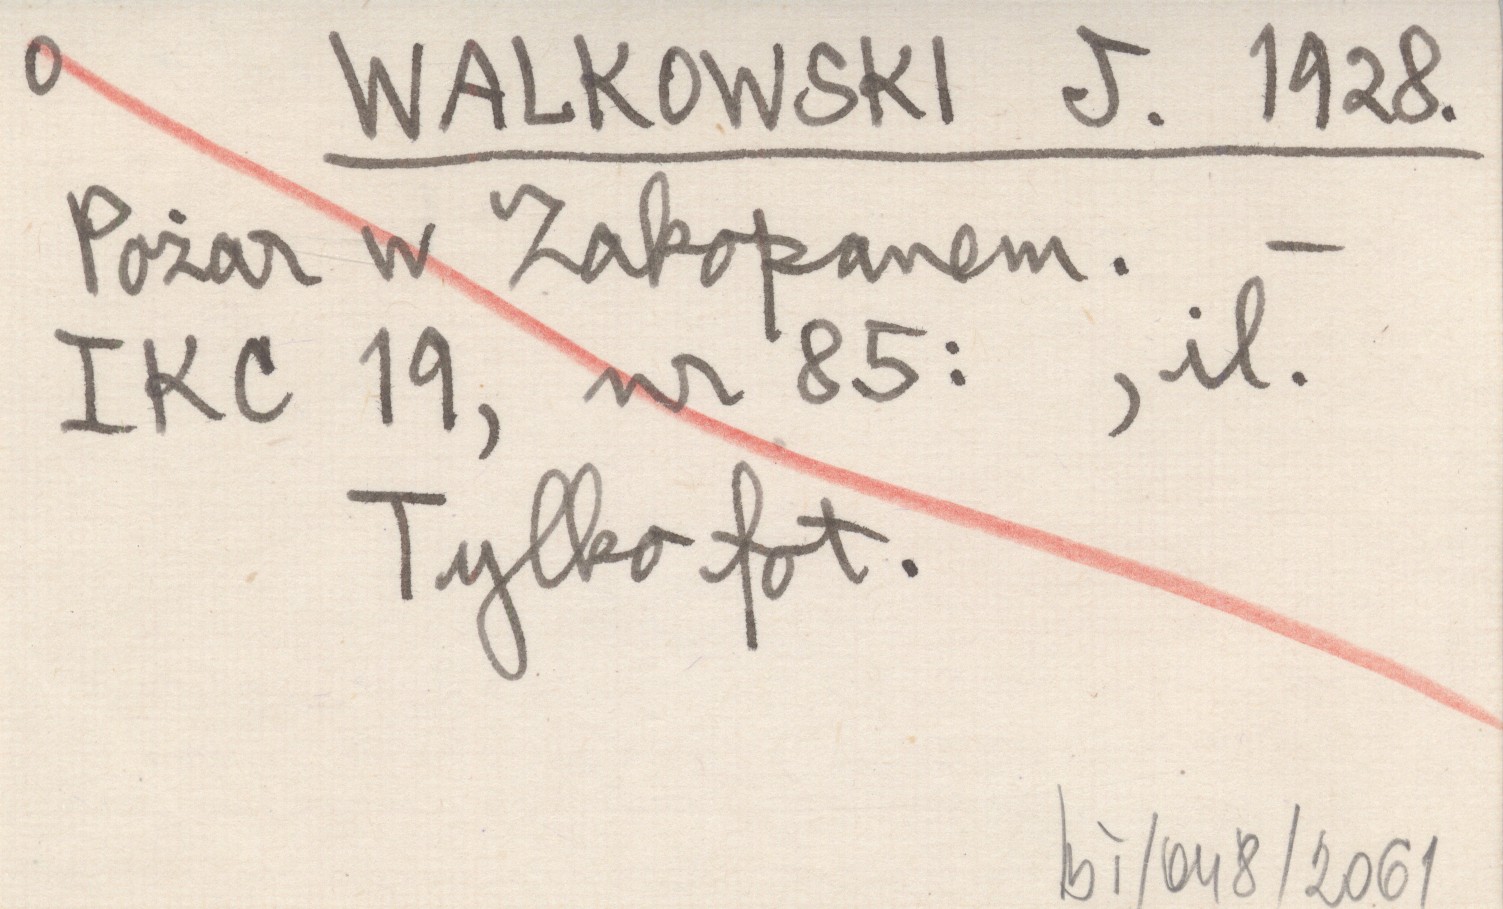 o WALKOWSKI J. 1928.
Pożar w Zakopanem. —
IKC 19, nr 85: , il.
Tylko fot.
bi/048/2061